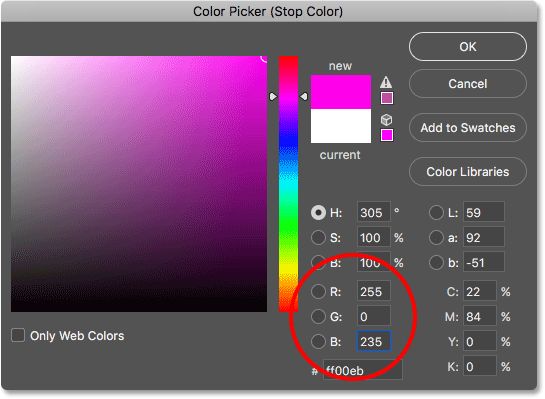 Color Picker (Stop Color)
new
current
OK
Cancel
Add to Swatches
Color Libraries
H: 305 ° L: 59
S: 100 % a: 92
B: 100 % b: -51
R: 255 C: 22 %
G: 0 M: 84 %
B: 235 Y: 0 %
Only Web Colors
# ff00eb K: 0 %